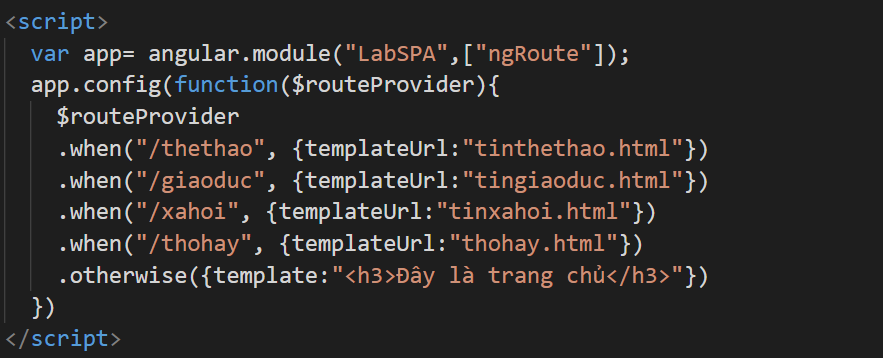 <script>
var app= angular.module("LabSPA",["ngRoute"]);
app.config(function($routeProvider){
$routeProvider
.when("/thethao", {templateUrl:"tinthethao.html"})
.when("/giaoduc", {templateUrl:"tingiaoduc.html"})
.when("/xahoi", {templateUrl:"tinxahoi.html"})
.when("/thohay", {templateUrl:"thohay.html"})
.otherwise({template:"<h3>Đây là trang chủ</h3>"})
})
</script>